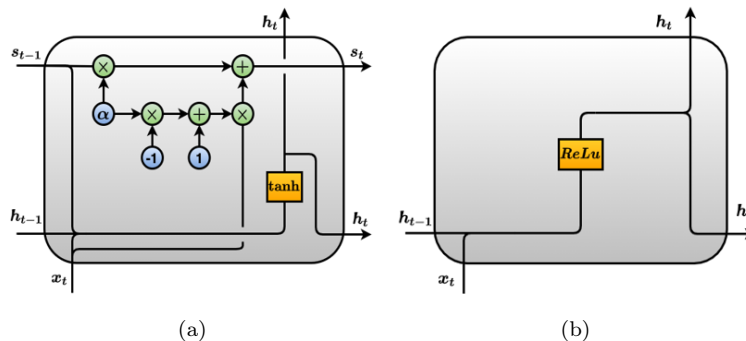 h_t
h_t
s_{t-1}
s_t
× +
α × + ×
-1 1
tanh
ReLu
h_{t-1}
h_t
h_{t-1}
h
x_t
x_t
(a)
(b)